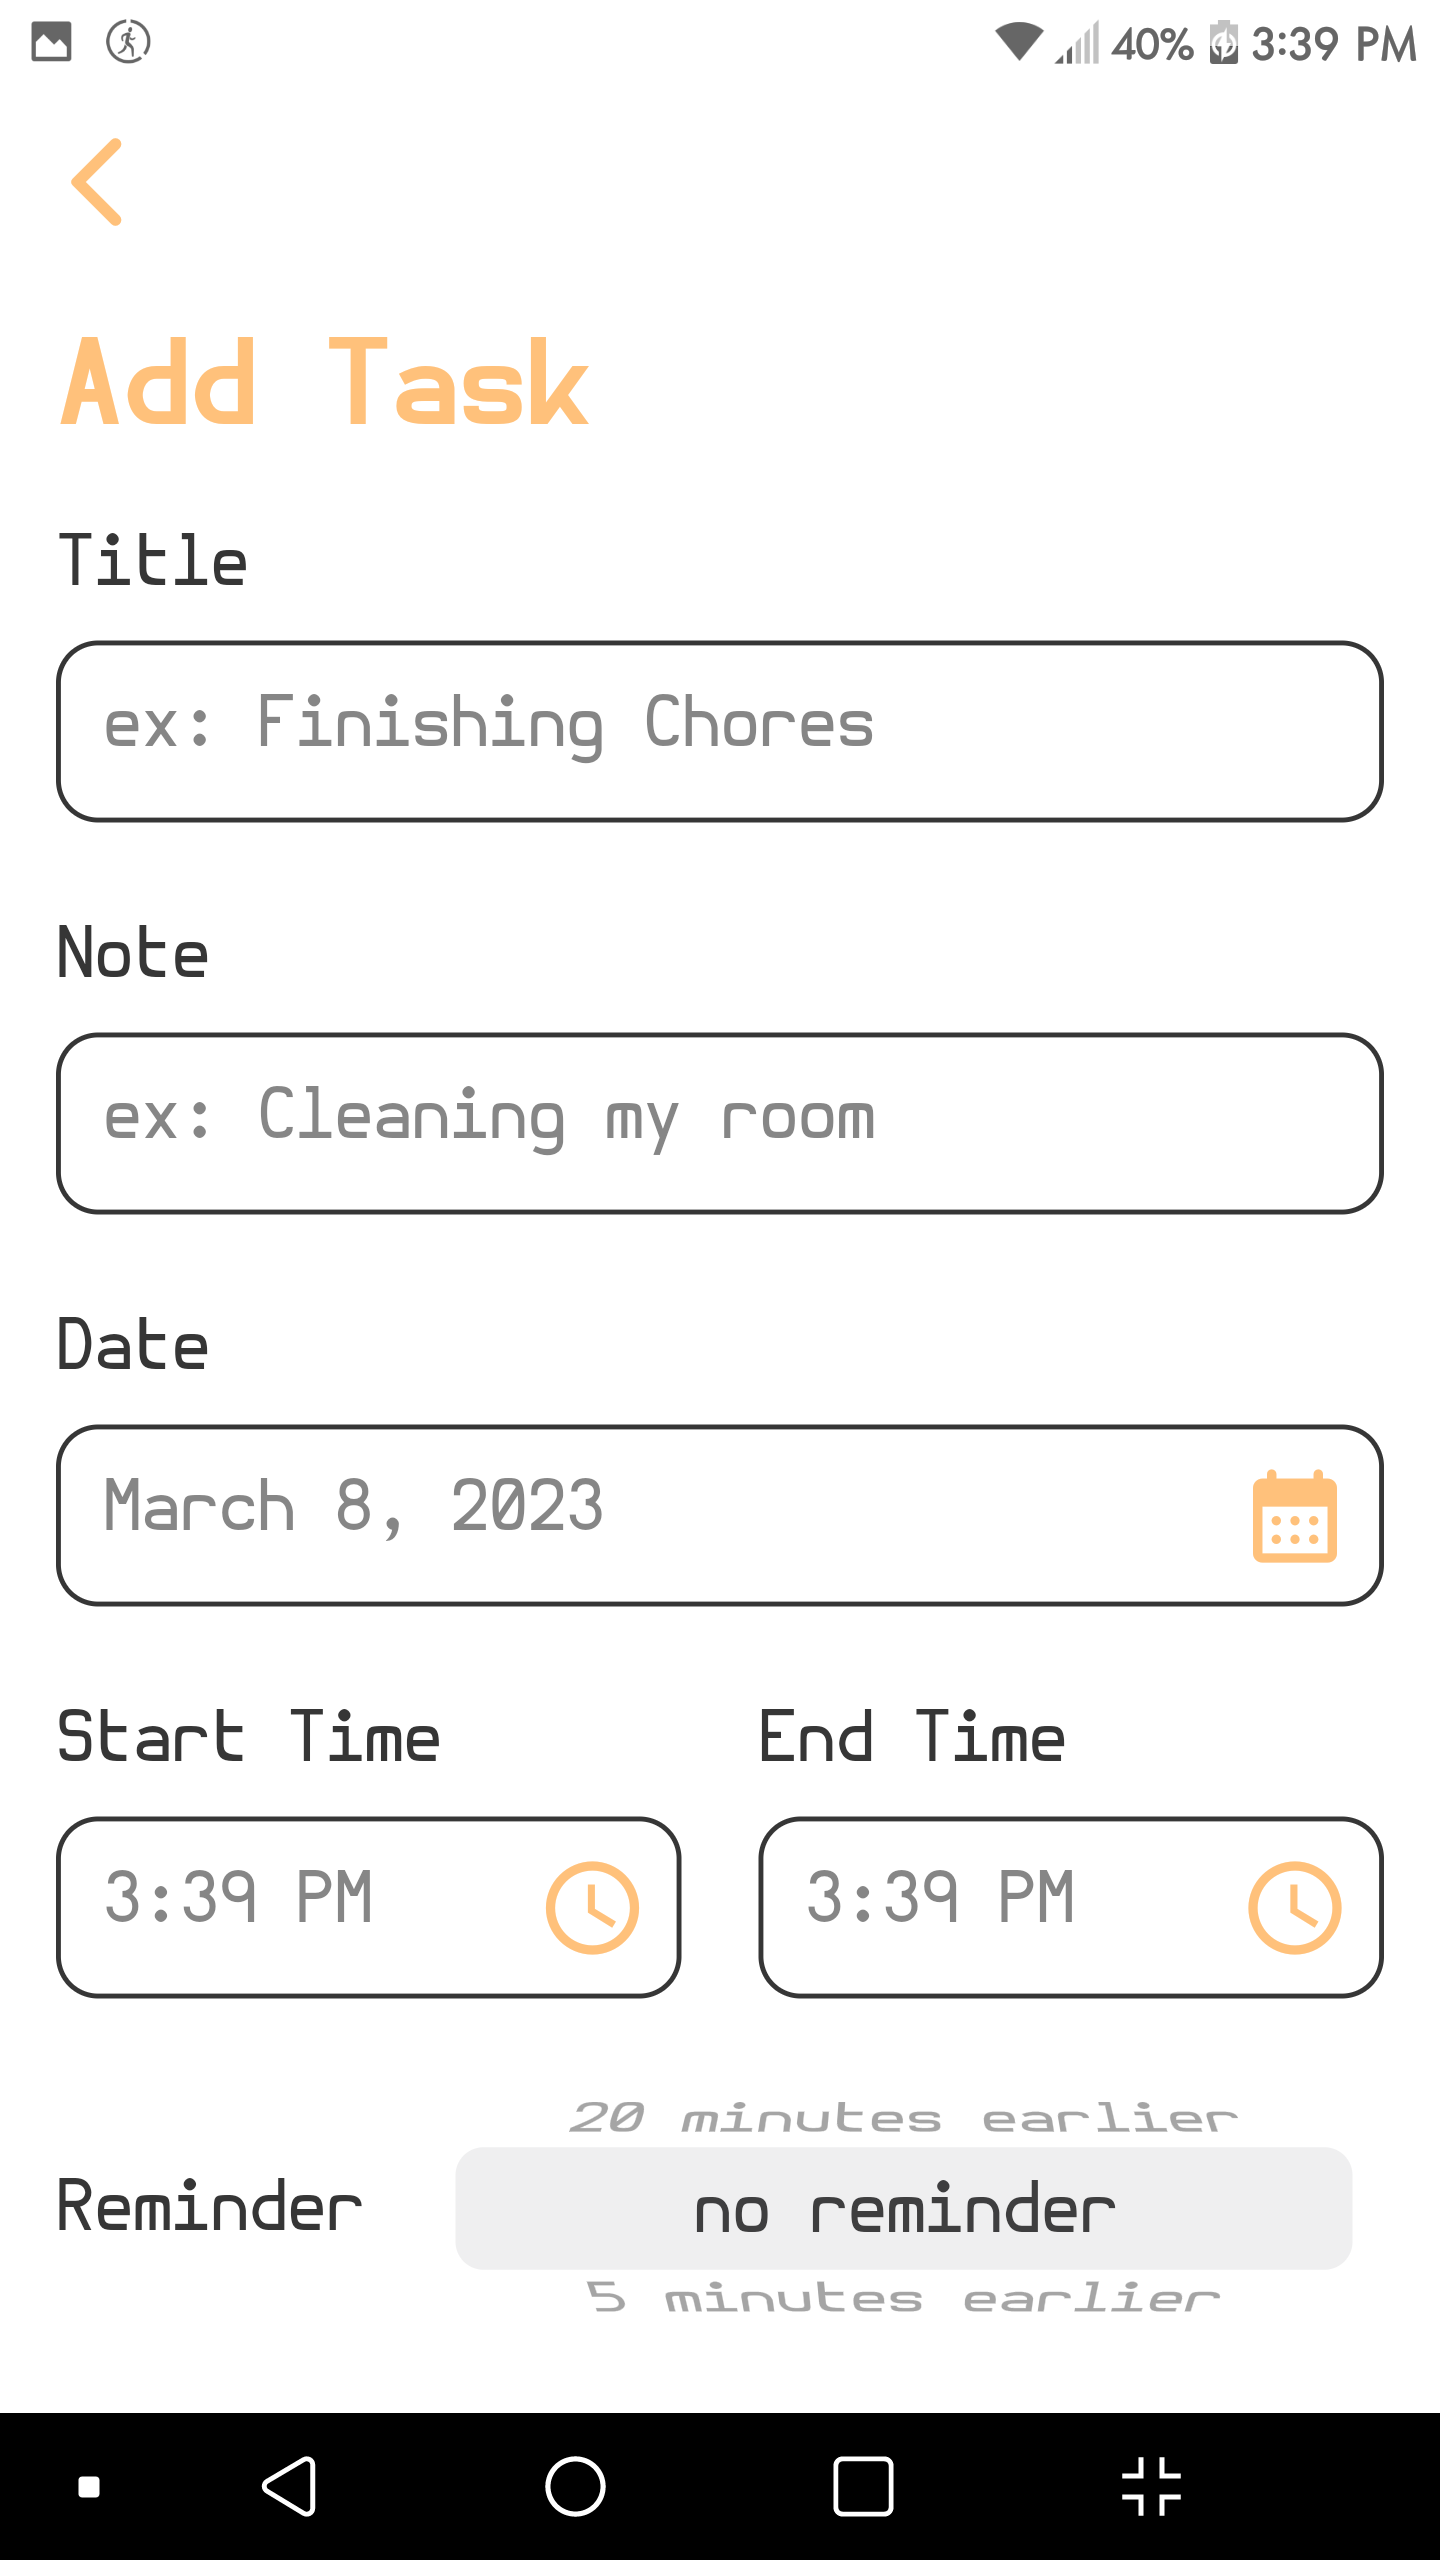 40% 3:39 PM
Add Task
Title
ex: Finishing Chores
Note
ex: Cleaning my room
Date
March 8, 2023
Start Time End Time
3:39 PM 3:39 PM
20 minutes earlier
Reminder no reminder
5 minutes earlier